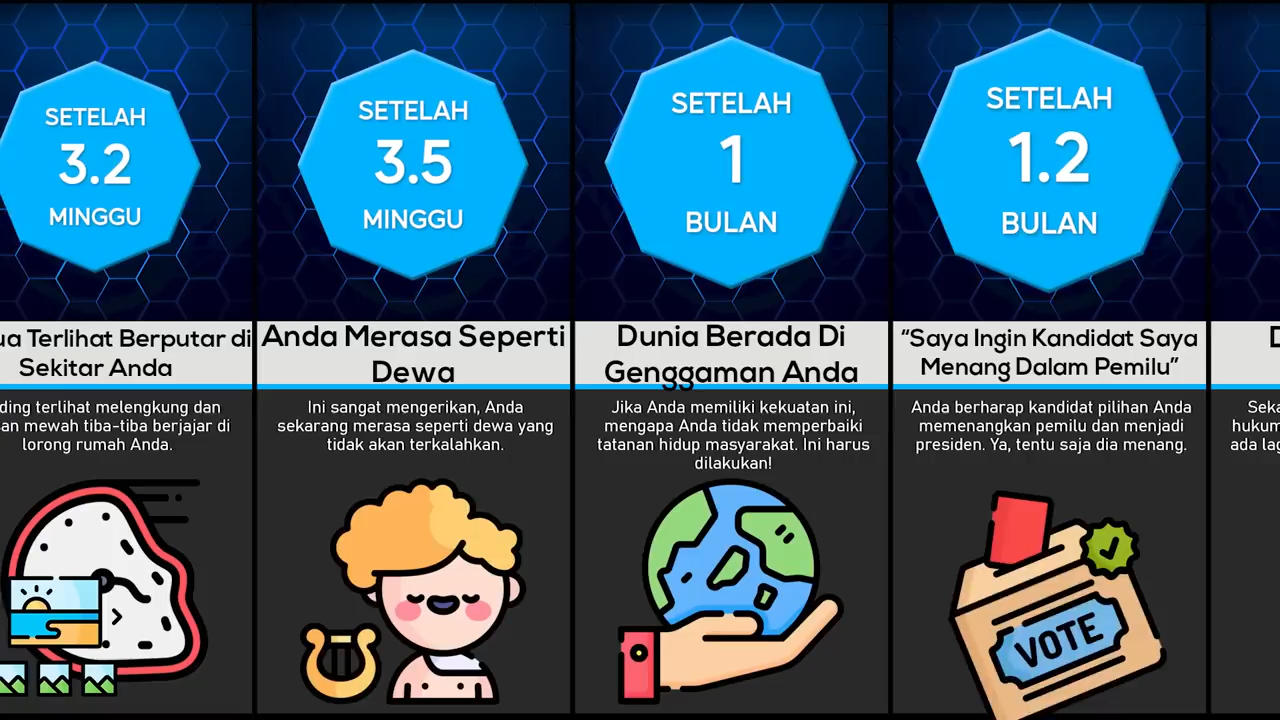 SETELAH
3.2
MINGGU
Terlihat Berputar di
Sekitar Anda
terlihat melengkung dan
mewah tiba-tiba berjajar di
lorong rumah Anda.
SETELAH
3.5
MINGGU
Anda Merasa Seperti
Dewa
Ini sangat mengerikan, Anda
sekarang merasa seperti dewa yang
tidak akan terkalahkan.
SETELAH
1
BULAN
Dunia Berada Di
Genggaman Anda
Jika Anda memiliki kekuatan ini,
mengapa Anda tidak memperbaiki
tatanan hidup masyarakat. Ini harus
dilakukan!
SETELAH
1.2
BULAN
“Saya Ingin Kandidat Saya
Menang Dalam Pemilu”
Anda berharap kandidat pilihan Anda
memenangkan pemilu dan menjadi
presiden. Ya, tentu saja dia menang.
VOTE
ada